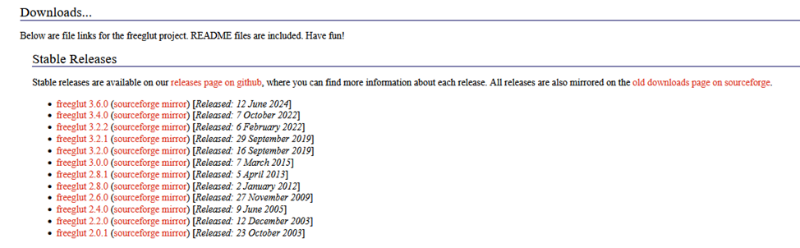 Downloads...
Below are file links for the freeglut project. README files are included. Have fun!
Stable Releases
Stable releases are available on our releases page on github, where you can find more information about each release. All releases are also mirrored on the old downloads page on sourceforge.
• freeglut 3.6.0 (sourceforge mirror) [Released: 12 June 2024]
• freeglut 3.4.0 (sourceforge mirror) [Released: 7 October 2022]
• freeglut 3.2.2 (sourceforge mirror) [Released: 6 February 2022]
• freeglut 3.2.1 (sourceforge mirror) [Released: 29 September 2019]
• freeglut 3.2.0 (sourceforge mirror) [Released: 16 September 2019]
• freeglut 3.0.0 (sourceforge mirror) [Released: 7 March 2015]
• freeglut 2.8.1 (sourceforge mirror) [Released: 5 April 2013]
• freeglut 2.8.0 (sourceforge mirror) [Released: 2 January 2012]
• freeglut 2.6.0 (sourceforge mirror) [Released: 27 November 2009]
• freeglut 2.4.0 (sourceforge mirror) [Released: 9 June 2005]
• freeglut 2.2.0 (sourceforge mirror) [Released: 12 December 2003]
• freeglut 2.0.1 (sourceforge mirror) [Released: 23 October 2003]